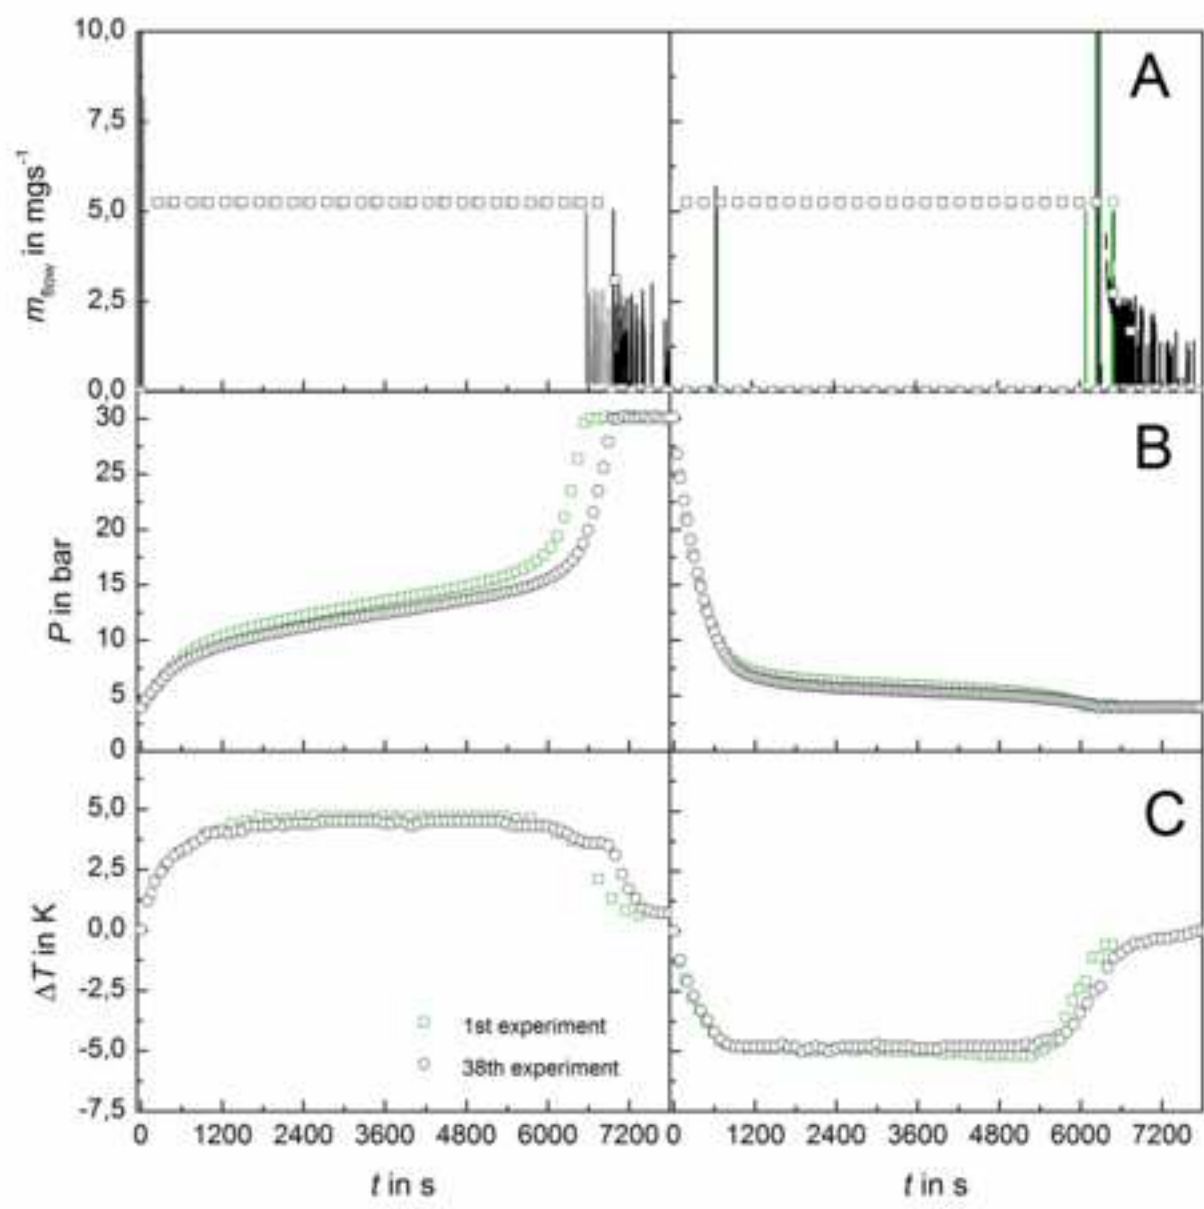 10,0
7,5
5,0
2,5
0,0
m_flow in mgs⁻¹
A
30
25
20
15
10
5
0
P in bar
B
5,0
2,5
0,0
-2,5
-5,0
-7,5
ΔT in K
C
1st experiment
38th experiment
0 1200 2400 3600 4800 6000 7200 0 1200 2400 3600 4800 6000 7200
t in s t in s